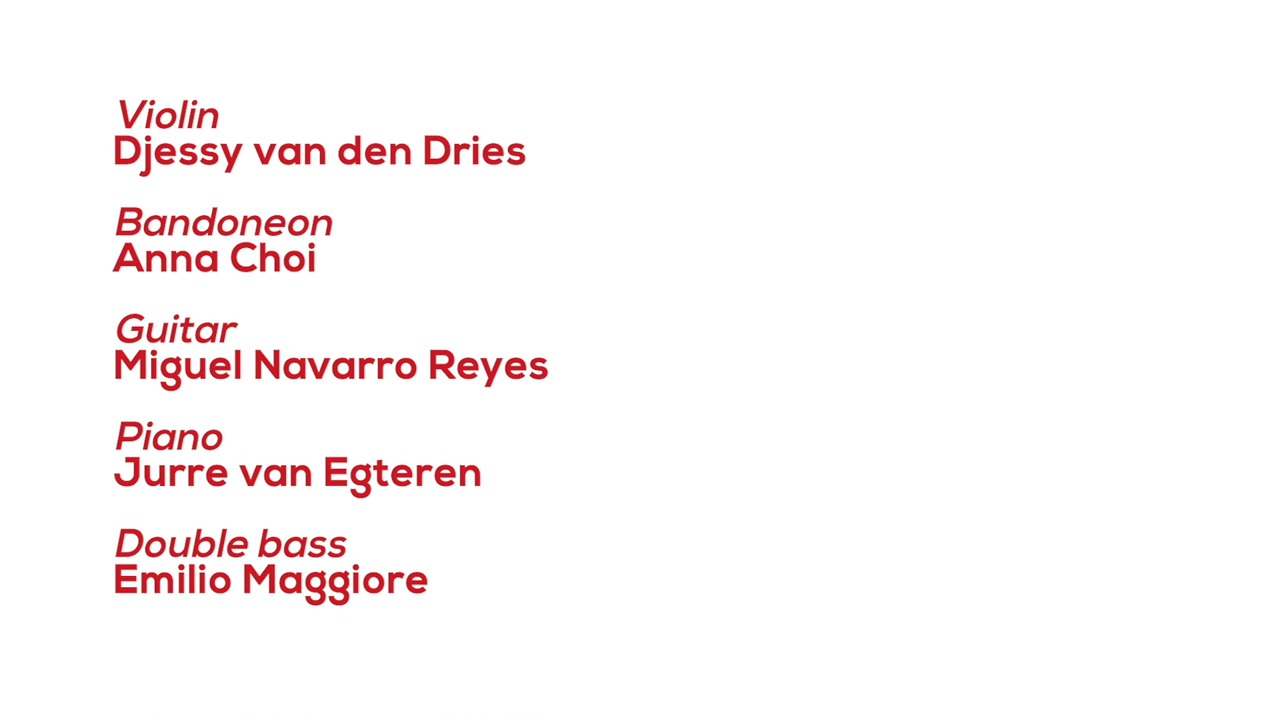 Violin
Djessy van den Dries
Bandoneon
Anna Choi
Guitar
Miguel Navarro Reyes
Piano
Jurre van Egteren
Double bass
Emilio Maggiore